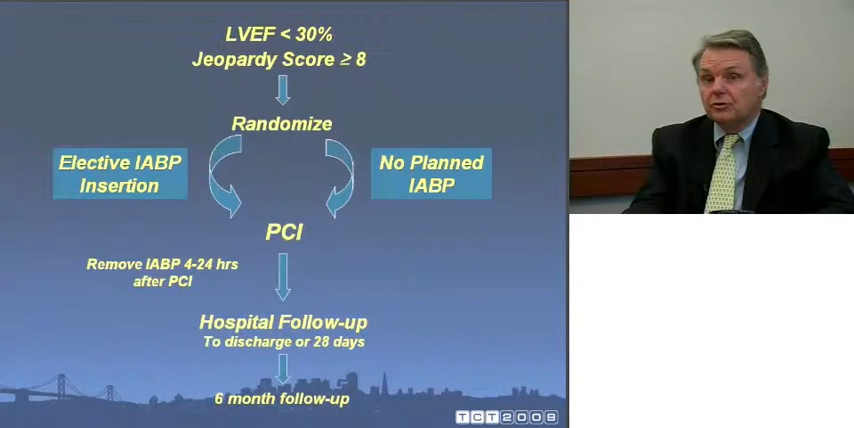 LVEF < 30%
Jeopardy Score ≥ 8
Randomize
Elective IABP
Insertion
No Planned
IABP
PCI
Remove IABP 4-24 hrs
after PCI
Hospital Follow-up
To discharge or 28 days
6 month follow-up
TCT2009